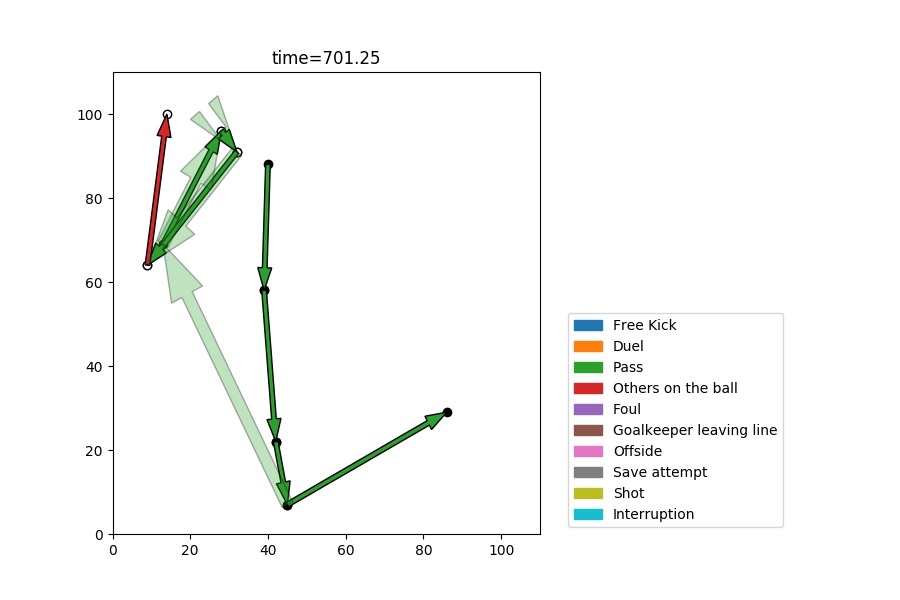 time=701.25
100
80
60
40
20
0
0 20 40 60 80 100
Free Kick
Duel
Pass
Others on the ball
Foul
Goalkeeper leaving line
Offside
Save attempt
Shot
Interruption